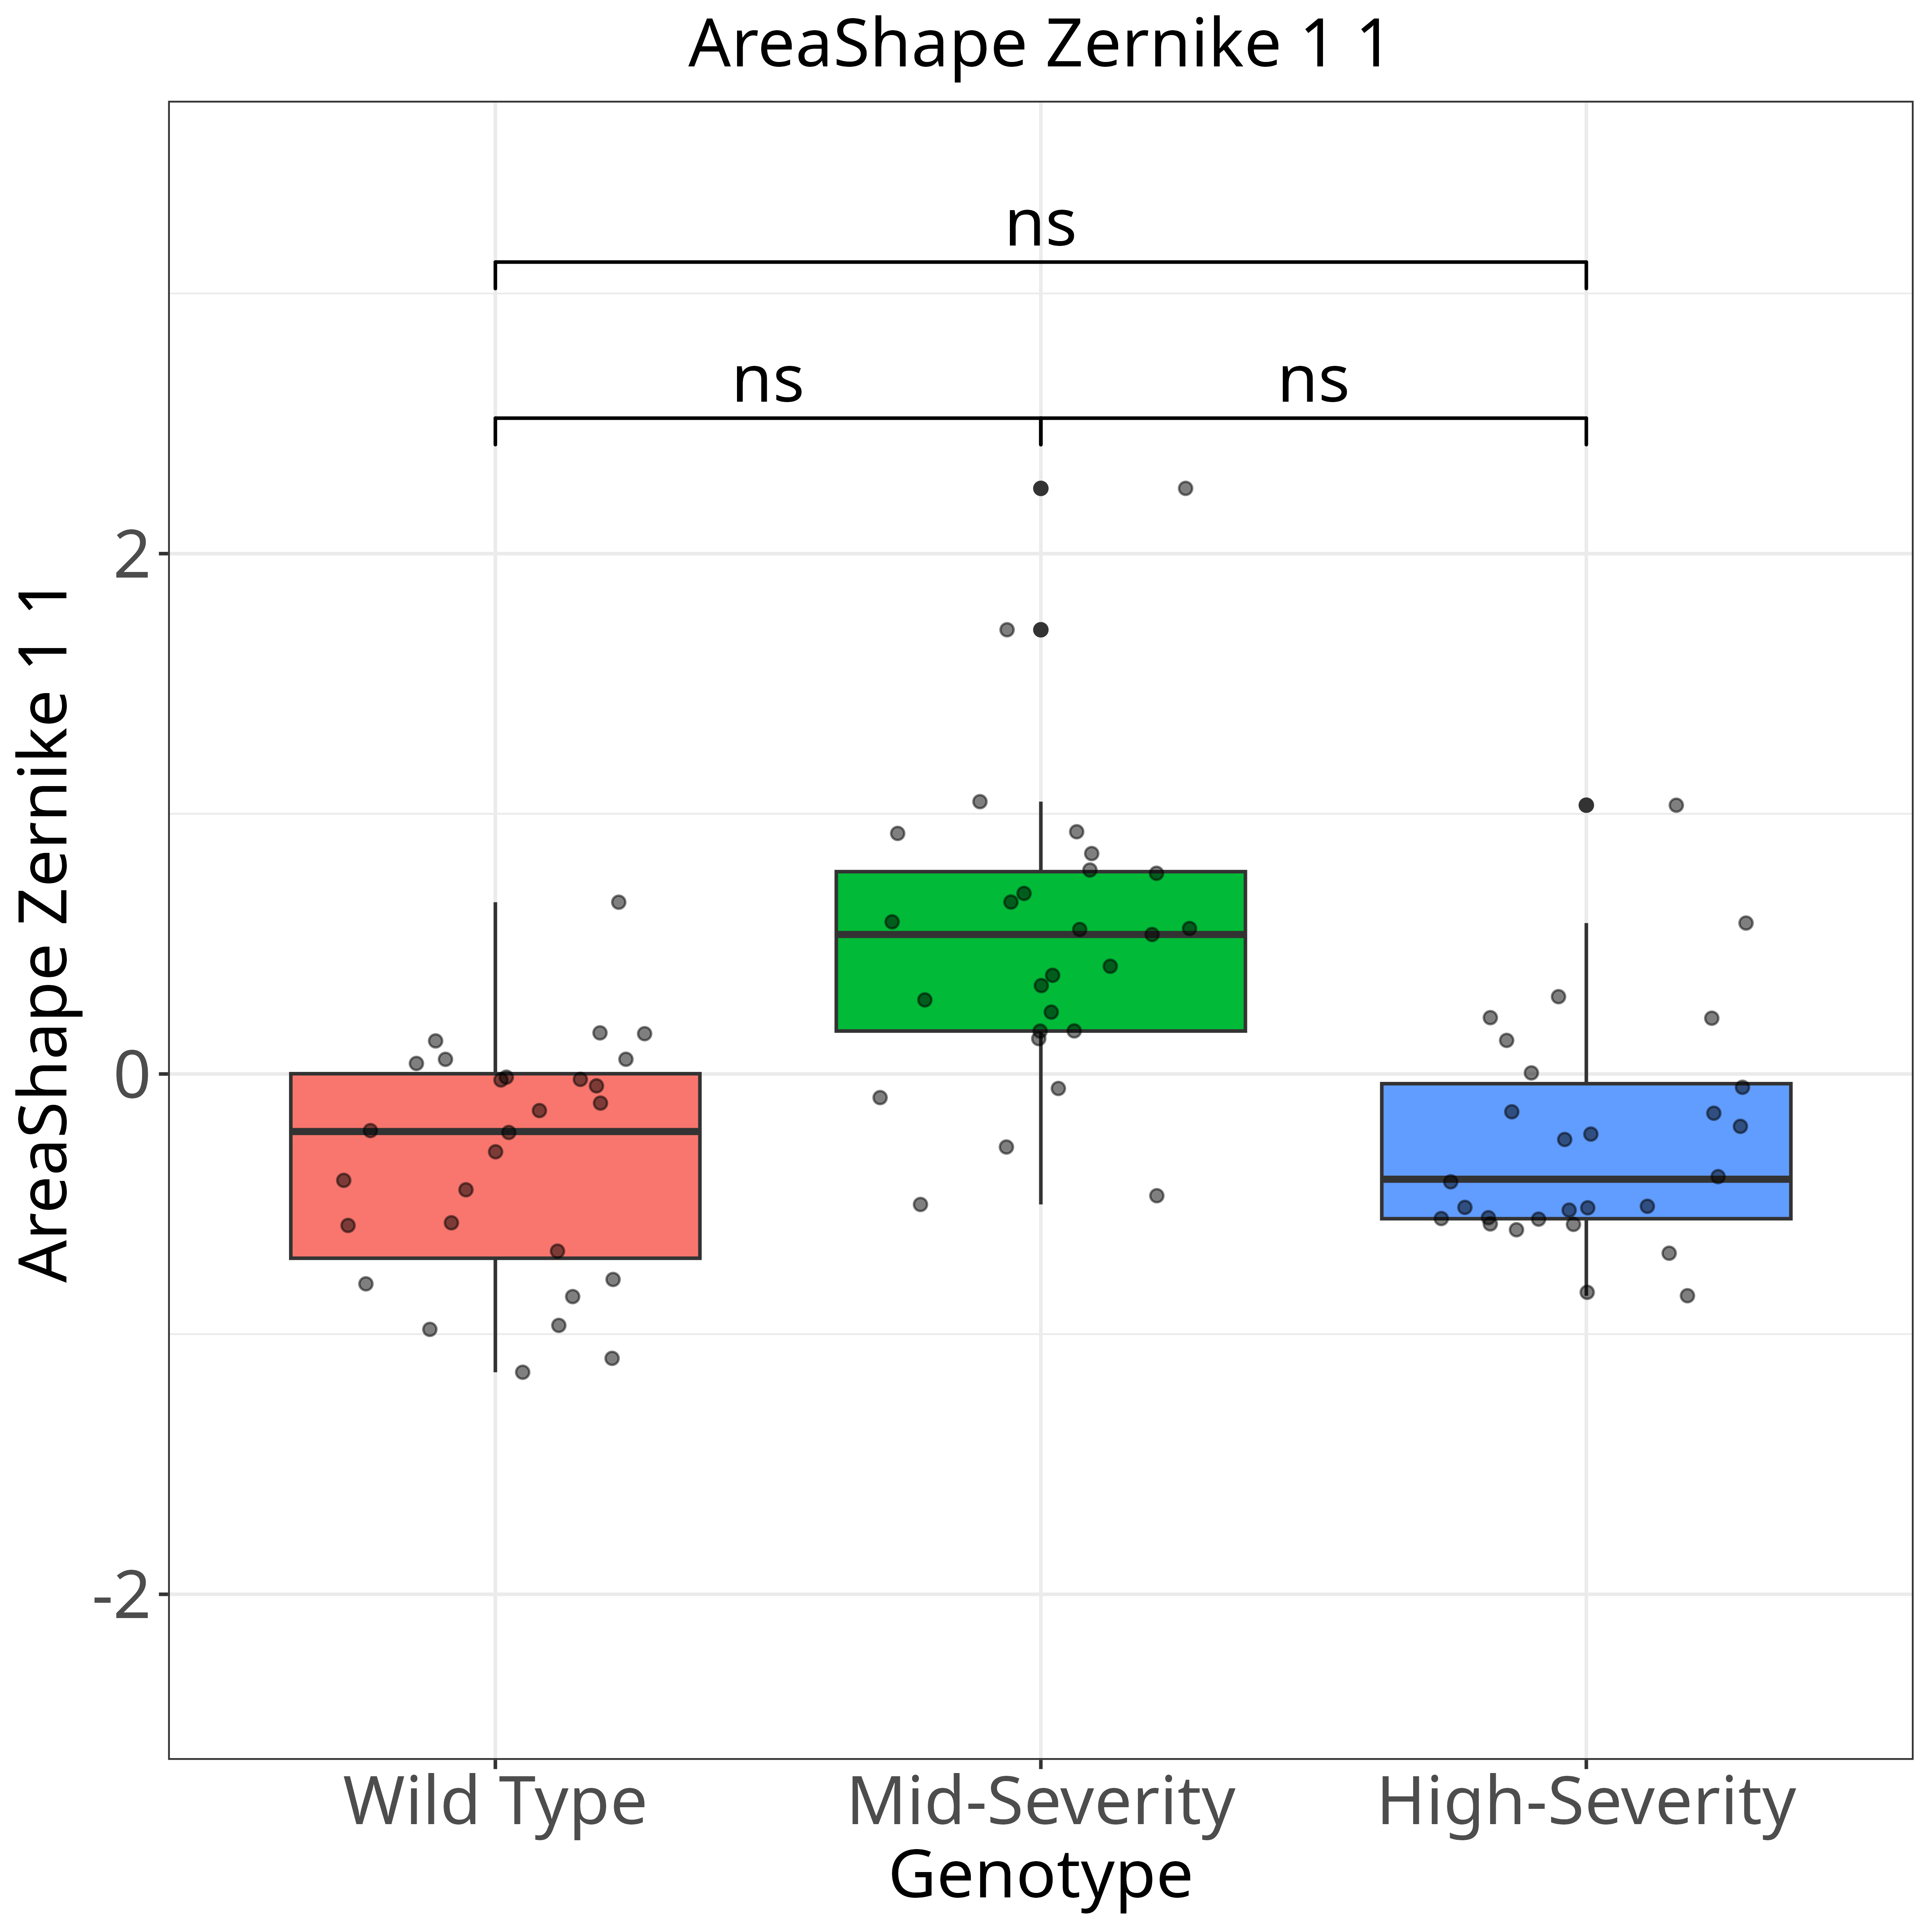 AreaShape Zernike 1 1
ns
ns ns
2
0
-2
AreaShape Zernike 1 1
Wild Type Mid-Severity High-Severity
Genotype